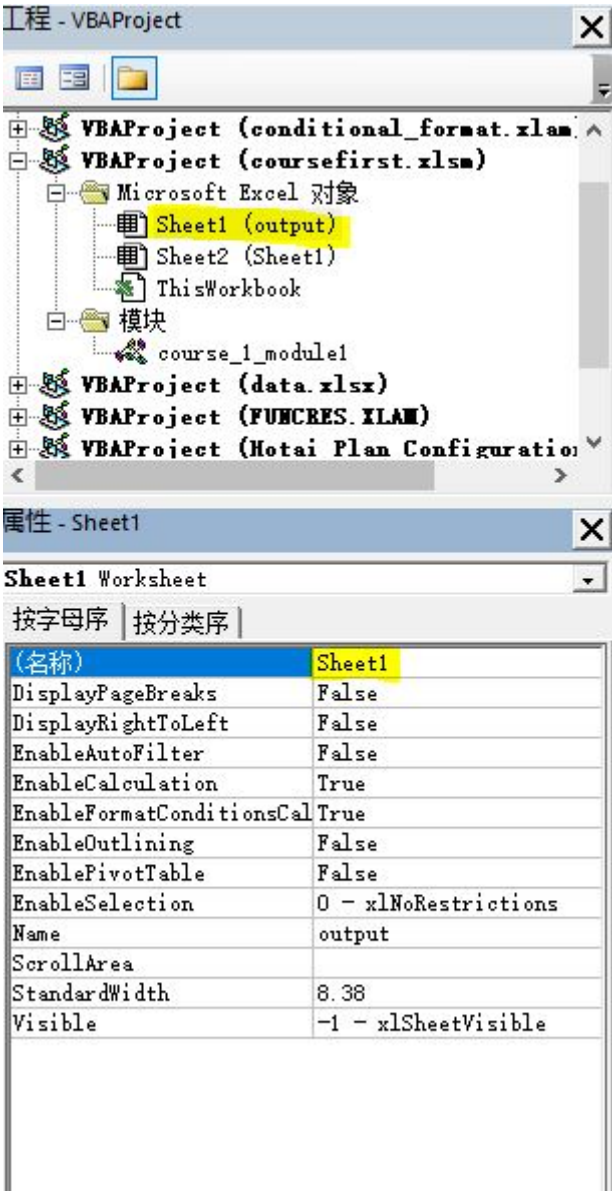 工程 - VBAProject
VBAProject (conditional_format.xlam)
VBAProject (coursefirst.xlsm)
Microsoft Excel 对象
Sheet1 (output)
Sheet2 (Sheet1)
ThisWorkbook
模块
course_1_module1
VBAProject (data.xlsx)
VBAProject (FUNCRES.XLAM)
VBAProject (Hotai Plan Configuration
属性 - Sheet1
Sheet1 Worksheet
按字母序 按分类序
(名称) Sheet1
DisplayPageBreaks False
DisplayRightToLeft False
EnableAutoFilter False
EnableCalculation True
EnableFormatConditionsCal True
EnableOutlining False
EnablePivotTable False
EnableSelection 0 - xlNoRestrictions
Name output
ScrollArea
StandardWidth 8.38
Visible -1 - xlSheetVisible